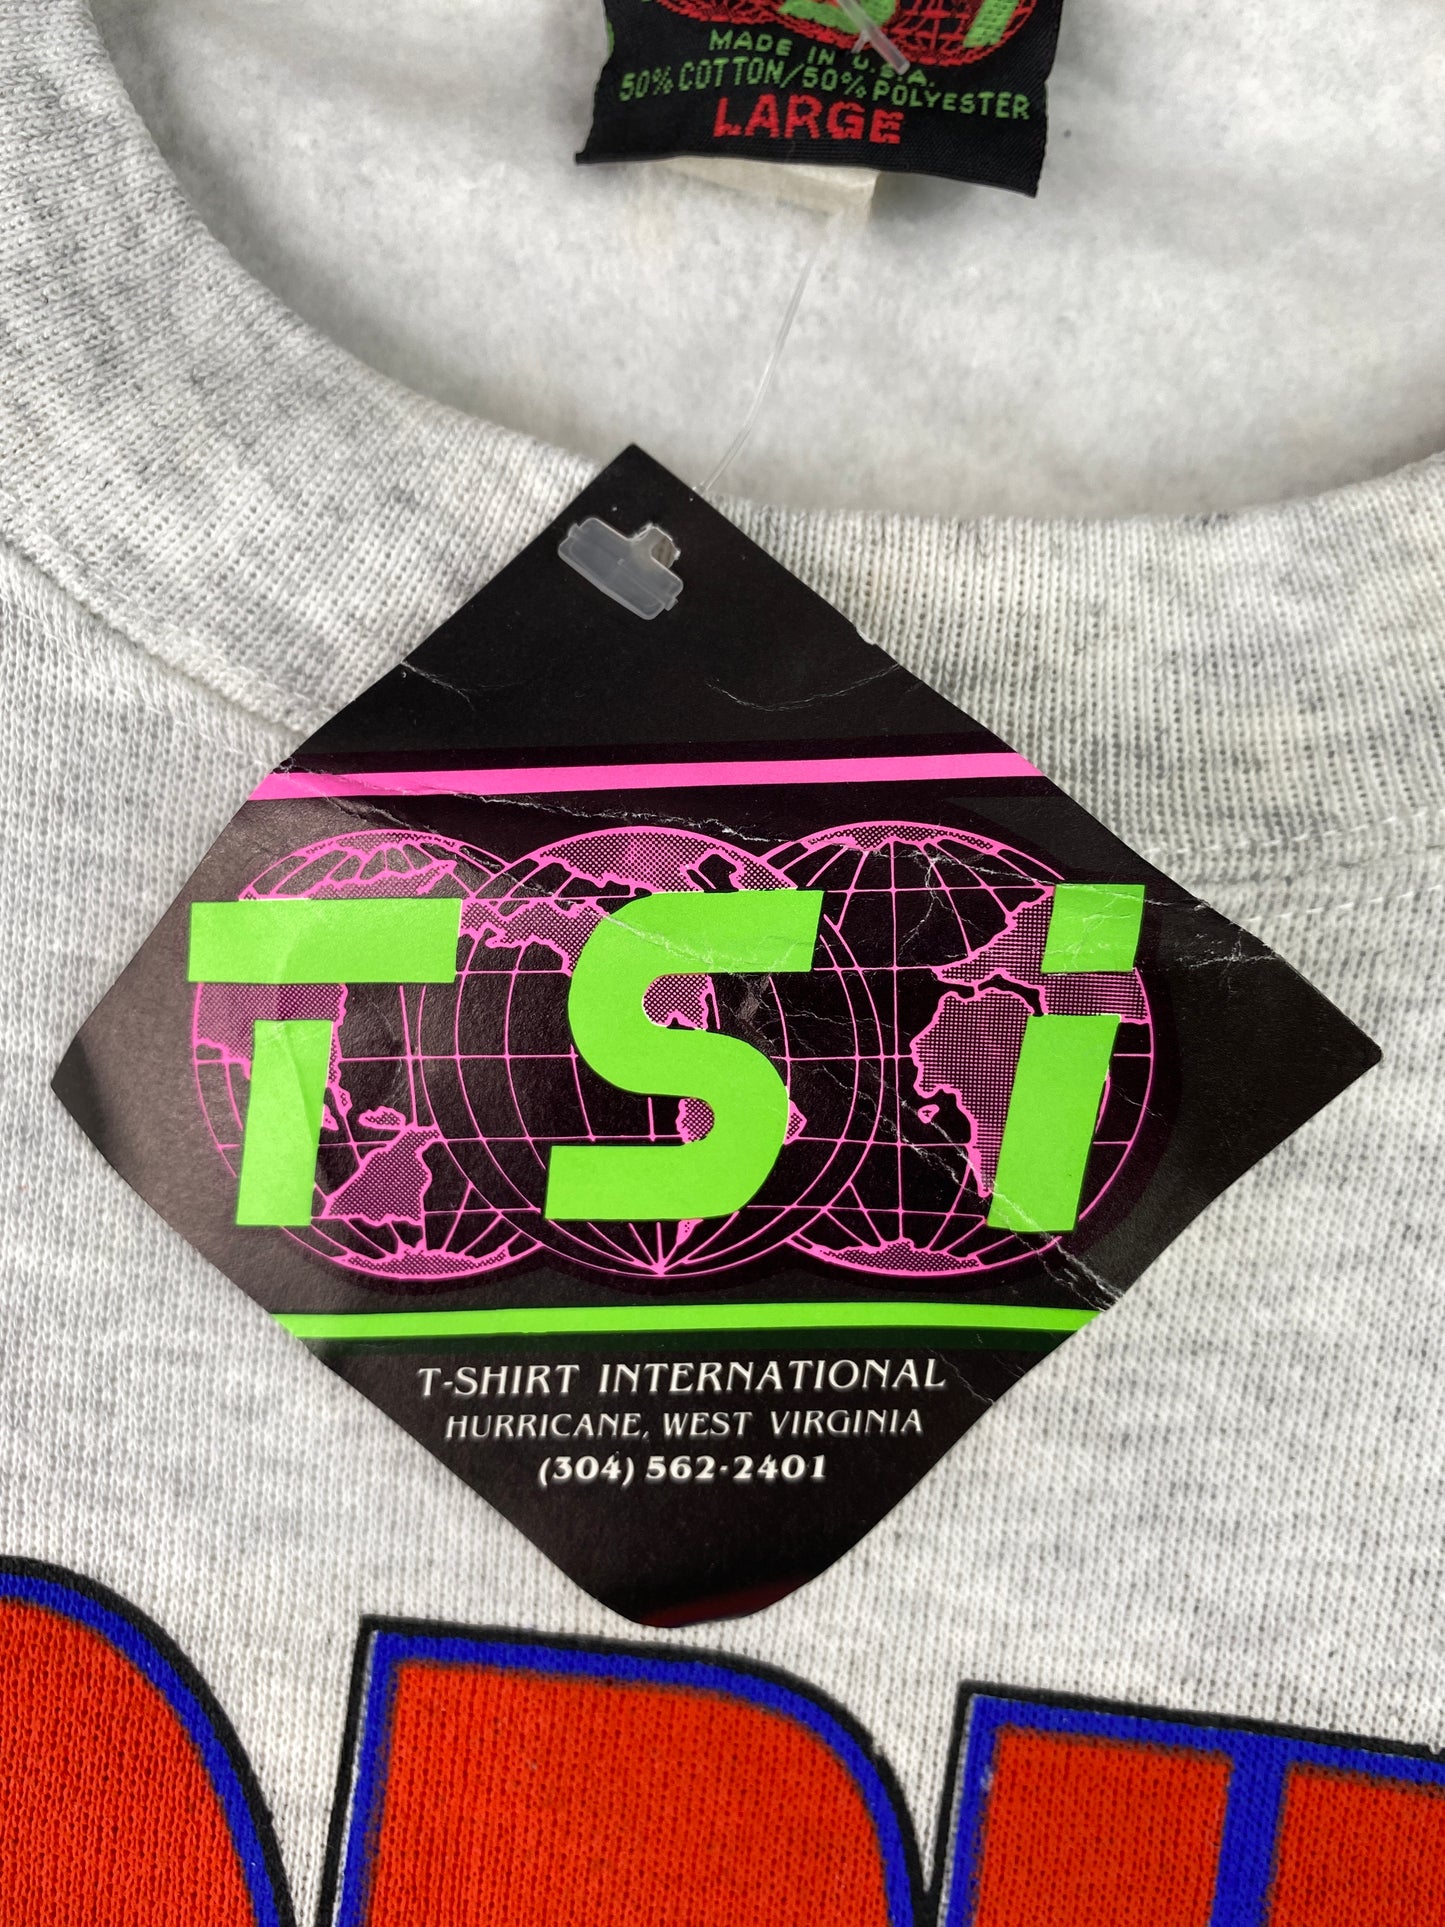 MADE IN U.S.A.
50% COTTON/50% POLYESTER
LARGE
TSi
T-SHIRT INTERNATIONAL
HURRICANE, WEST VIRGINIA
(304) 562-2401